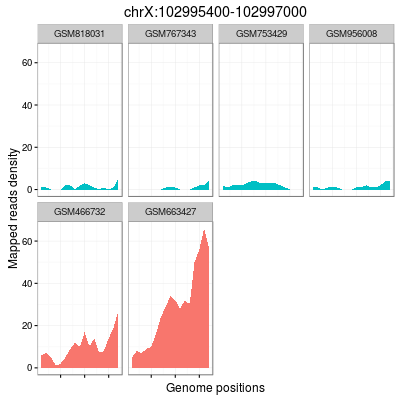 chrX:102995400-102997000
GSM818031 GSM767343 GSM753429 GSM956008
60
40
20
0
Mapped reads density
GSM466732 GSM663427
60
40
20
0
Genome positions